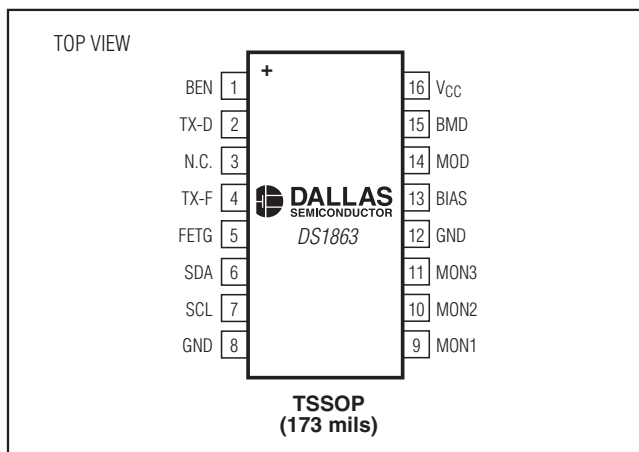 TOP VIEW
+
BEN 1
TX-D 2
N.C. 3
TX-F 4
FETG 5
SDA 6
SCL 7
GND 8
DALLAS
SEMICONDUCTOR
DS1863
16 VCC
15 BMD
14 MOD
13 BIAS
12 GND
11 MON3
10 MON2
9 MON1
TSSOP
(173 mils)